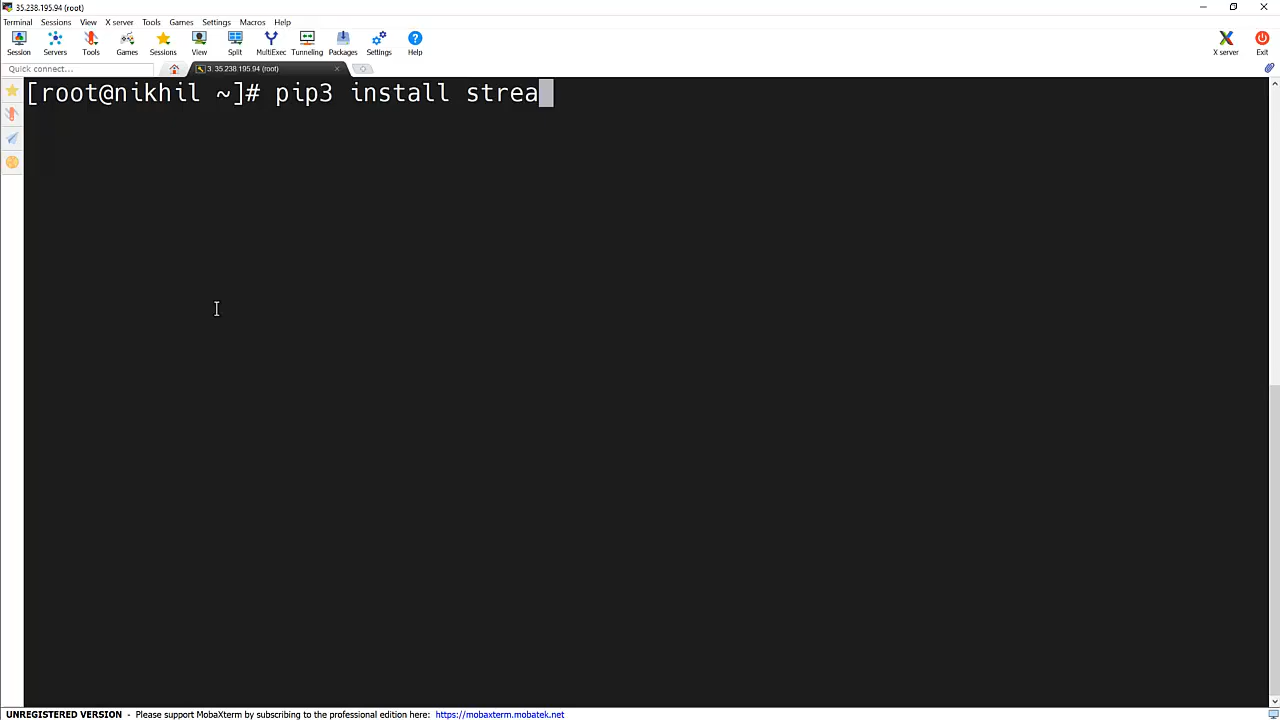 35.238.195.94 (root)
Terminal Sessions View X server Tools Games Settings Macros Help
Session Servers Tools Games Sessions View Split MultiExec Tunneling Packages Settings Help X server Exit
Quick connect... 3. 35.238.195.94 (root)
[root@nikhil ~]# pip3 install strea
UNREGISTERED VERSION - Please support MobaXterm by subscribing to the professional edition here: https://mobaxterm.mobatek.net